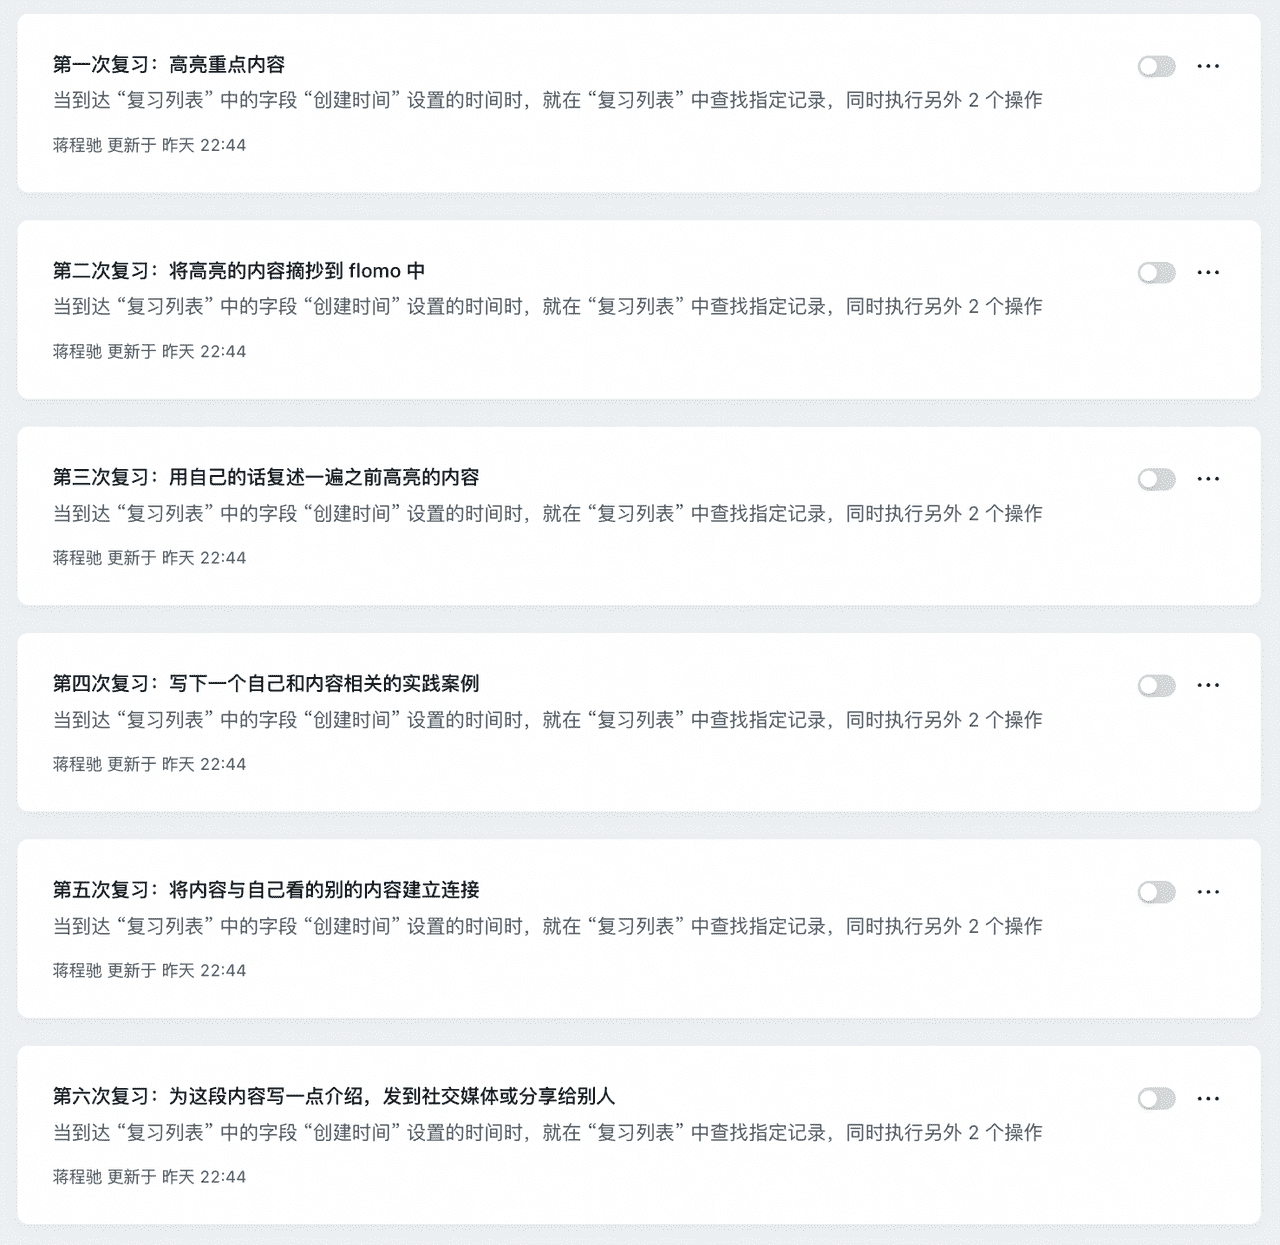 第一次复习：高亮重点内容
当到达 “复习列表” 中的字段 “创建时间” 设置的时间时，就在 “复习列表” 中查找指定记录，同时执行另外 2 个操作
蒋程驰 更新于 昨天 22:44
第二次复习：将高亮的内容摘抄到 flomo 中
当到达 “复习列表” 中的字段 “创建时间” 设置的时间时，就在 “复习列表” 中查找指定记录，同时执行另外 2 个操作
蒋程驰 更新于 昨天 22:44
第三次复习：用自己的话复述一遍之前高亮的内容
当到达 “复习列表” 中的字段 “创建时间” 设置的时间时，就在 “复习列表” 中查找指定记录，同时执行另外 2 个操作
蒋程驰 更新于 昨天 22:44
第四次复习：写下一个自己和内容相关的实践案例
当到达 “复习列表” 中的字段 “创建时间” 设置的时间时，就在 “复习列表” 中查找指定记录，同时执行另外 2 个操作
蒋程驰 更新于 昨天 22:44
第五次复习：将内容与自己看的别的内容建立连接
当到达 “复习列表” 中的字段 “创建时间” 设置的时间时，就在 “复习列表” 中查找指定记录，同时执行另外 2 个操作
蒋程驰 更新于 昨天 22:44
第六次复习：为这段内容写一点介绍，发到社交媒体或分享给别人
当到达 “复习列表” 中的字段 “创建时间” 设置的时间时，就在 “复习列表” 中查找指定记录，同时执行另外 2 个操作
蒋程驰 更新于 昨天 22:44